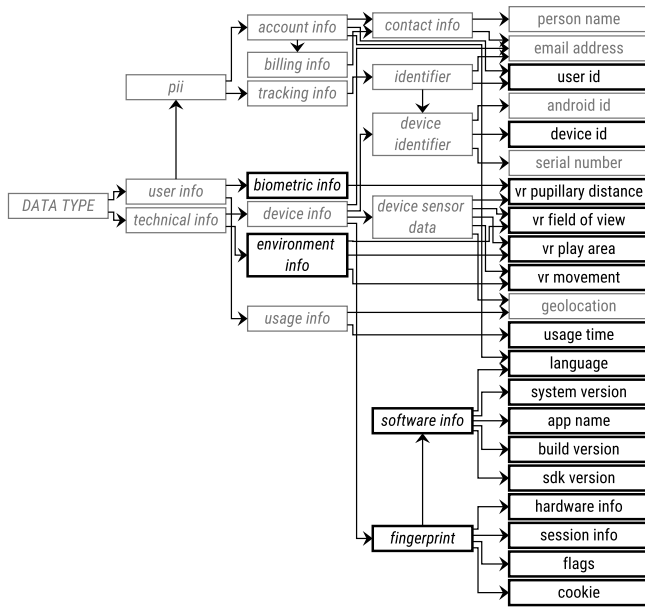 account info
contact info
person name
billing info
email address
pii
tracking info
identifier
user id
android id
device
identifier
device id
serial number
DATA TYPE
user info
technical info
biometric info
device info
environment
info
device sensor
data
vr pupillary distance
vr field of view
vr play area
vr movement
geolocation
usage info
usage time
language
system version
software info
app name
build version
sdk version
hardware info
fingerprint
session info
flags
cookie